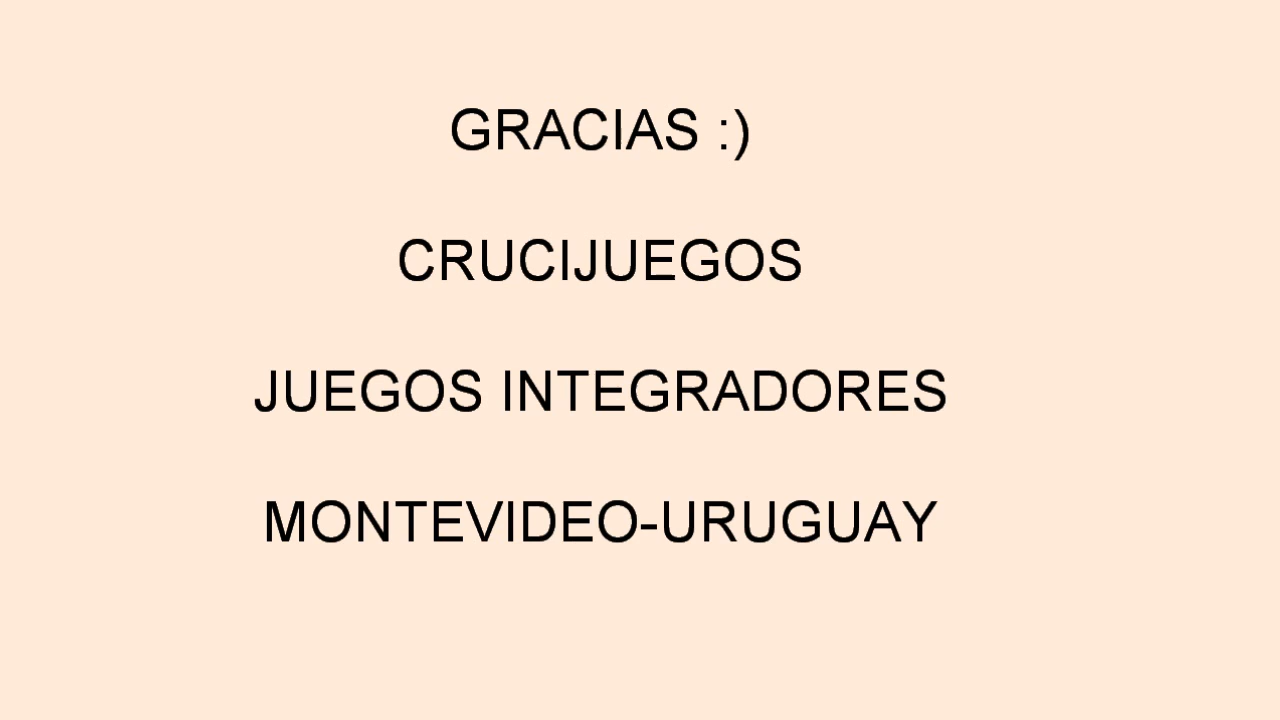 GRACIAS :)
CRUCIJUEGOS
JUEGOS INTEGRADORES
MONTEVIDEO-URUGUAY